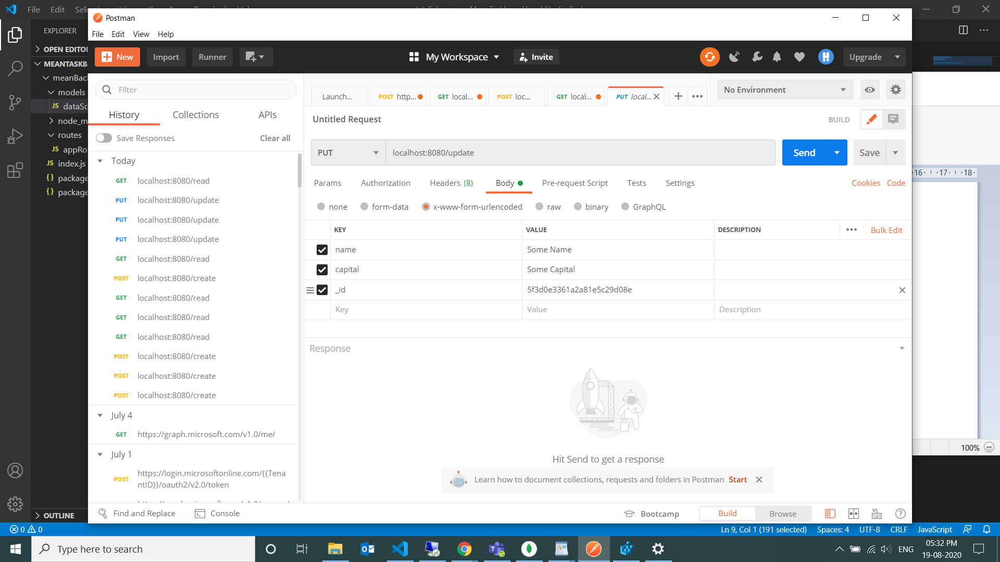 File Edit
Postman
File Edit View Help
EXPLORER
OPEN EDITO
MEANTASKB
meanBac
models
JS dataSc
node_m
routes
JS appRo
JS index.js
{} package
{} package
OUTLINE
New Import Runner
My Workspace Invite
Upgrade
Filter
History Collections APIs
Save Responses Clear all
Today
GET localhost:8080/read
PUT localhost:8080/update
PUT localhost:8080/update
PUT localhost:8080/update
GET localhost:8080/read
POST localhost:8080/create
GET localhost:8080/read
GET localhost:8080/read
GET localhost:8080/read
POST localhost:8080/create
POST localhost:8080/create
POST localhost:8080/create
July 4
GET https://graph.microsoft.com/v1.0/me/
July 1
POST https://login.microsoftonline.com/{{Tena
ntID}}/oauth2/v2.0/token
Launch... POST http... GET local... POST loc... GET local... PUT local...
No Environment
Untitled Request BUILD
PUT localhost:8080/update Send Save
Params Authorization Headers (8) Body Pre-request Script Tests Settings Cookies Code
none form-data x-www-form-urlencoded raw binary GraphQL
KEY VALUE DESCRIPTION Bulk Edit
name Some Name
capital Some Capital
_id 5f3d0e3361a2a81e5c29d08e
Key Value Description
Response
Hit Send to get a response
Learn how to document collections, requests and folders in Postman Start
Find and Replace Console Bootcamp Build Browse
16 17 18
100%
0 0 Ln 9, Col 1 (191 selected) Spaces: 4 UTF-8 CRLF JavaScript
Type here to search
ENG
05:32 PM
19-08-2020